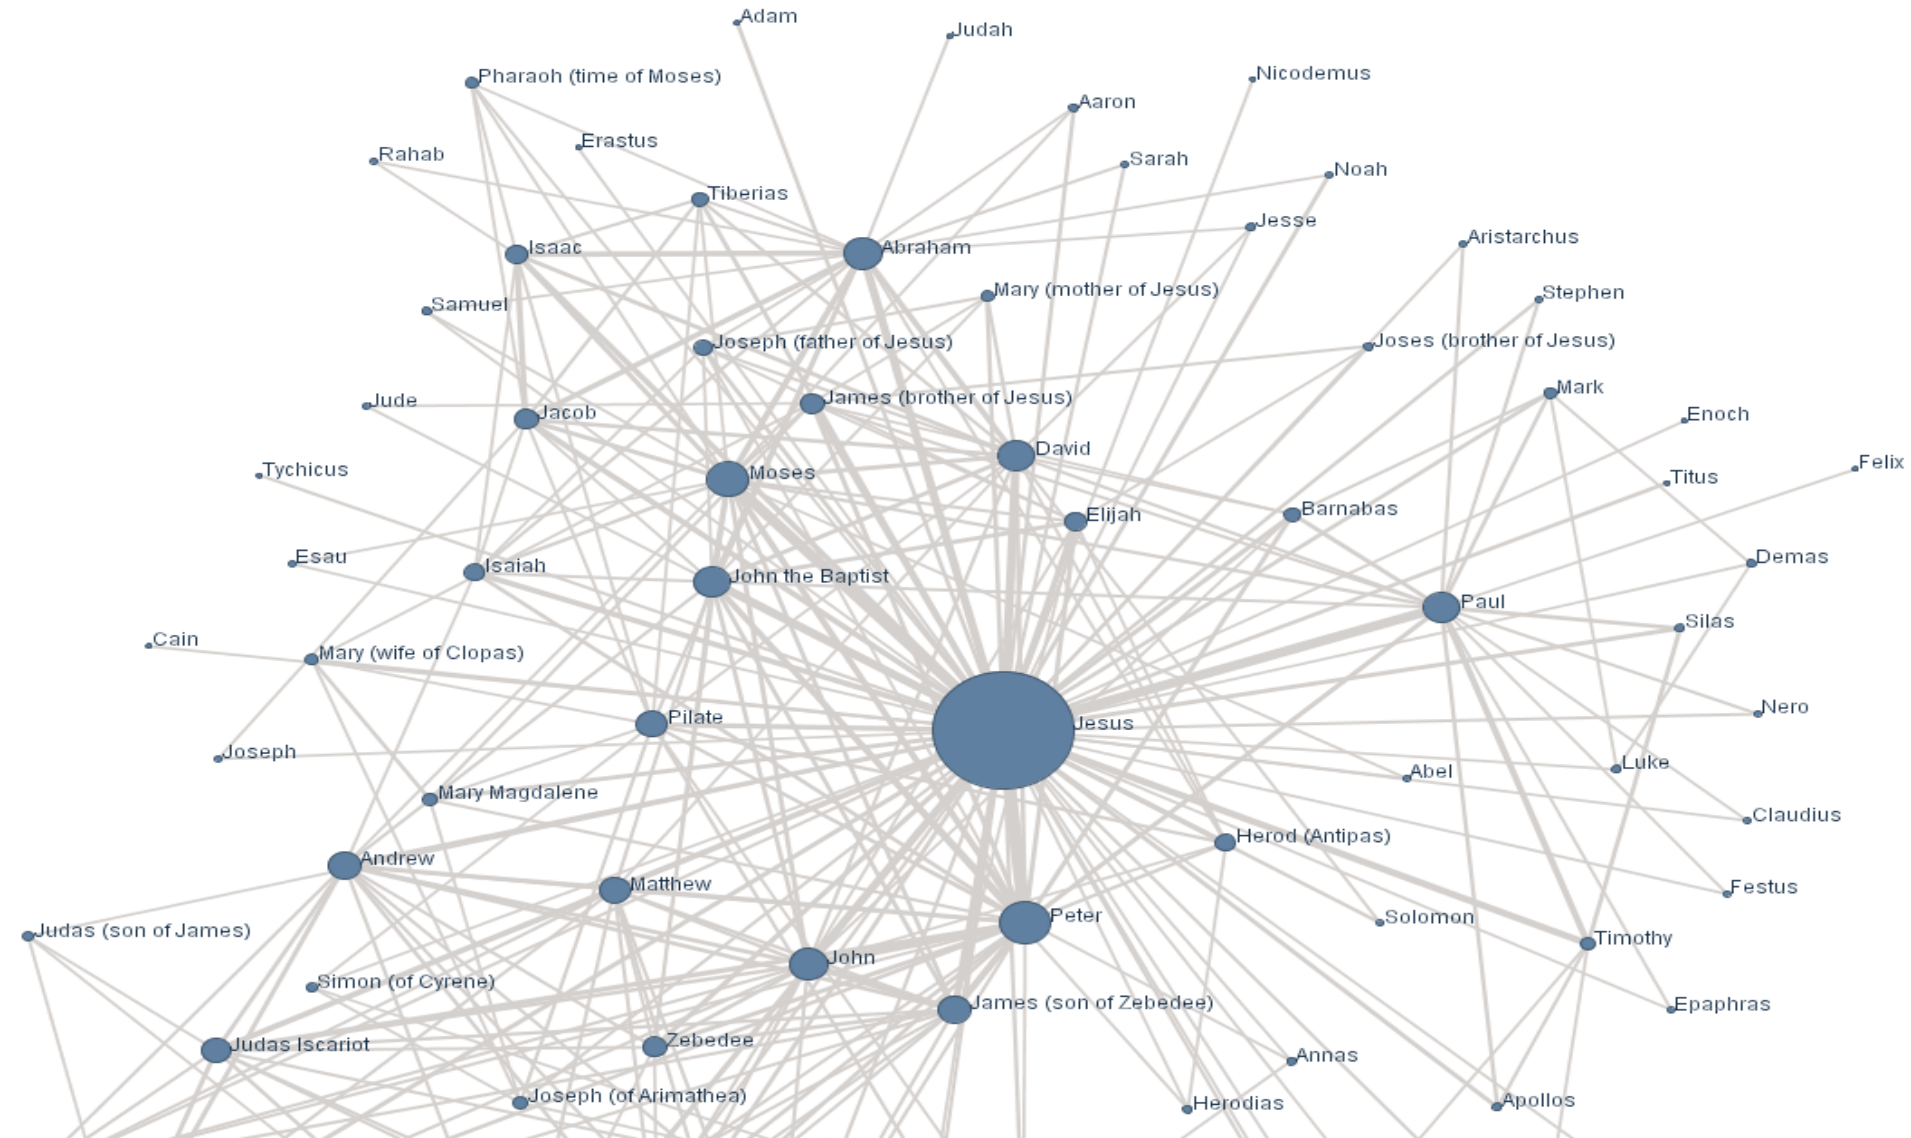 Adam
Judah
Pharaoh (time of Moses)
Nicodemus
Aaron
Erastus
Rahab
Sarah
Noah
Tiberias
Jesse
Aristarchus
Isaac
Abraham
Mary (mother of Jesus)
Stephen
Samuel
Joseph (father of Jesus)
Joses (brother of Jesus)
Mark
James (brother of Jesus)
Jude
Jacob
Enoch
David
Felix
Tychicus
Moses
Titus
Barnabas
Elijah
Esau
Isaiah
Demas
John the Baptist
Paul
Silas
Cain
Mary (wife of Clopas)
Nero
Pilate
Jesus
Joseph
Luke
Abel
Mary Magdalene
Claudius
Herod (Antipas)
Andrew
Matthew
Festus
Peter
Solomon
Judas (son of James)
Timothy
John
Simon (of Cyrene)
James (son of Zebedee)
Epaphras
Judas Iscariot
Zebedee
Annas
Joseph (of Arimathea)
Herodias
Apollos